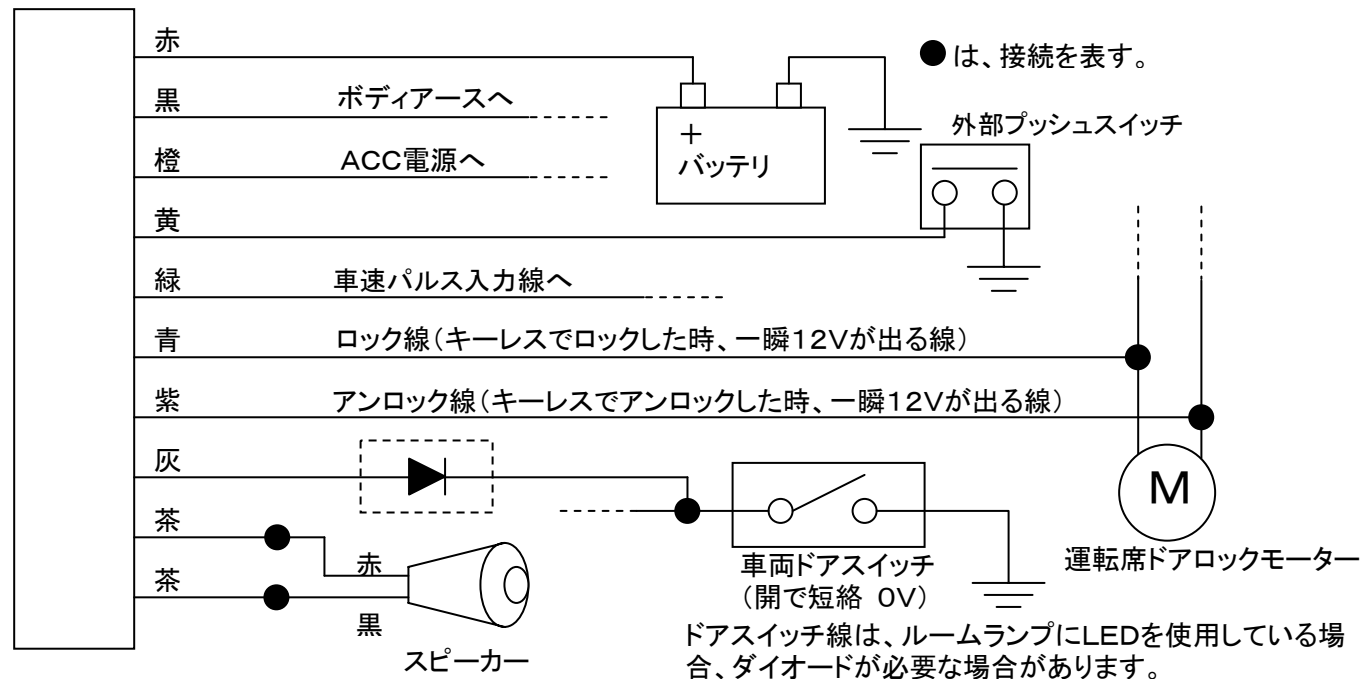 赤
●は、接続を表す。
黒
ボディアースへ
外部プッシュスイッチ
＋
バッテリ
橙
ACC電源へ
黄
緑
車速パルス入力線へ
青
ロック線（キーレスでロックした時、一瞬12Vが出る線）
紫
アンロック線（キーレスでアンロックした時、一瞬12Vが出る線）
灰
M
運転席ドアロックモーター
茶
赤
車両ドアスイッチ
（開で短絡 0V）
茶
黒
スピーカー
ドアスイッチ線は、ルームランプにLEDを使用している場
合、ダイオードが必要な場合があります。